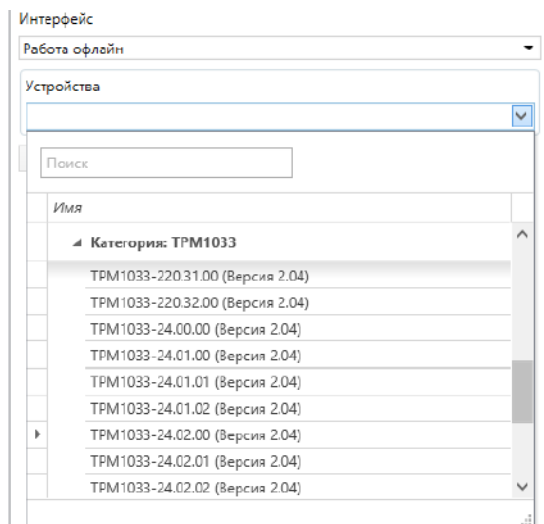 Интерфейс
Работа офлайн
Устройства
Поиск
Имя
Категория: ТРМ1033
ТРМ1033-220.31.00 (Версия 2.04)
ТРМ1033-220.32.00 (Версия 2.04)
ТРМ1033-24.00.00 (Версия 2.04)
ТРМ1033-24.01.00 (Версия 2.04)
ТРМ1033-24.01.01 (Версия 2.04)
ТРМ1033-24.01.02 (Версия 2.04)
ТРМ1033-24.02.00 (Версия 2.04)
ТРМ1033-24.02.01 (Версия 2.04)
ТРМ1033-24.02.02 (Версия 2.04)